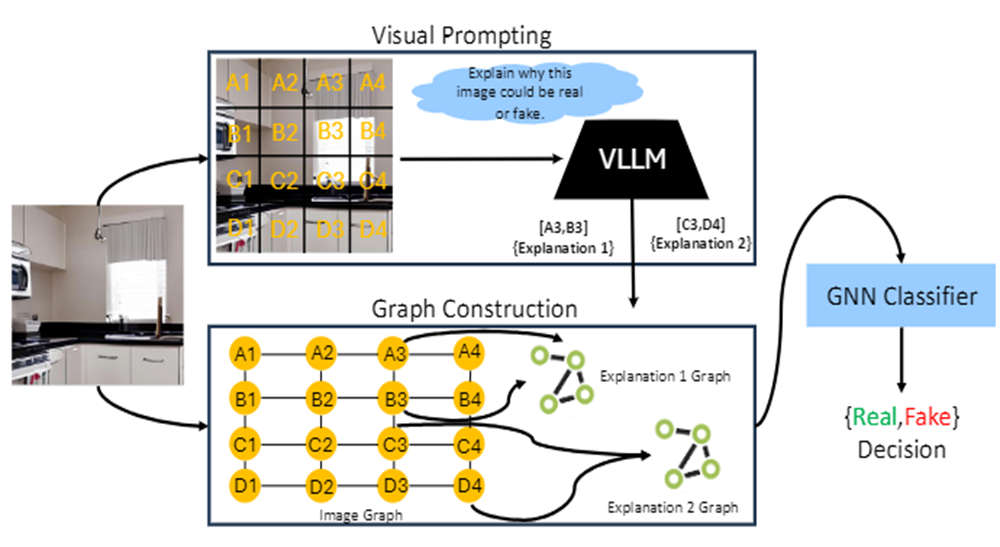 Visual Prompting
A1 A2 A3 A4
B1 B2 B3 B4
C1 C2 C3 C4
D1 D2 D3 D4
Explain why this
image could be real
or fake.
VLLM
[A3,B3]
{Explanation 1}
[C3,D4]
{Explanation 2}
Graph Construction
A1 A2 A3 A4
B1 B2 B3 B4
C1 C2 C3 C4
D1 D2 D3 D4
Image Graph
Explanation 1 Graph
Explanation 2 Graph
GNN Classifier
{Real,Fake}
Decision